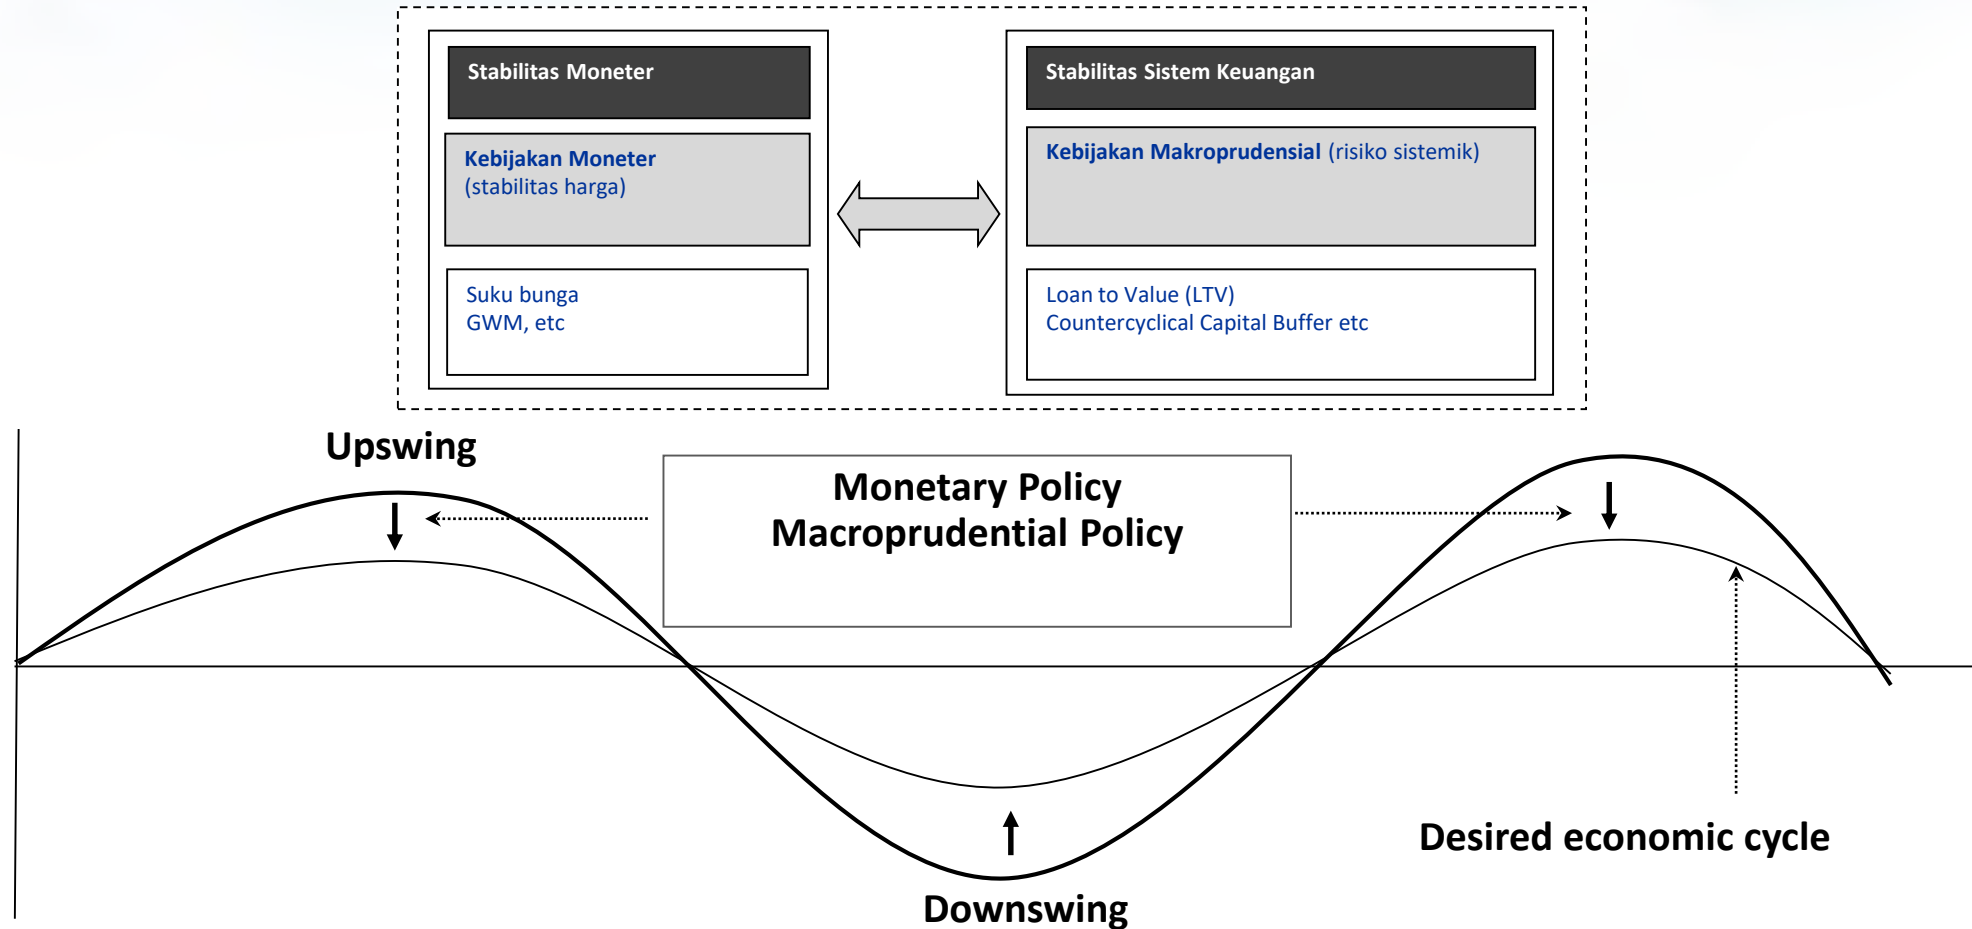 Stabilitas Moneter
Kebijakan Moneter
(stabilitas harga)
Suku bunga
GWM, etc
Stabilitas Sistem Keuangan
Kebijakan Makroprudensial (risiko sistemik)
Loan to Value (LTV)
Countercyclical Capital Buffer etc
Upswing
Monetary Policy
Macroprudential Policy
Desired economic cycle
Downswing